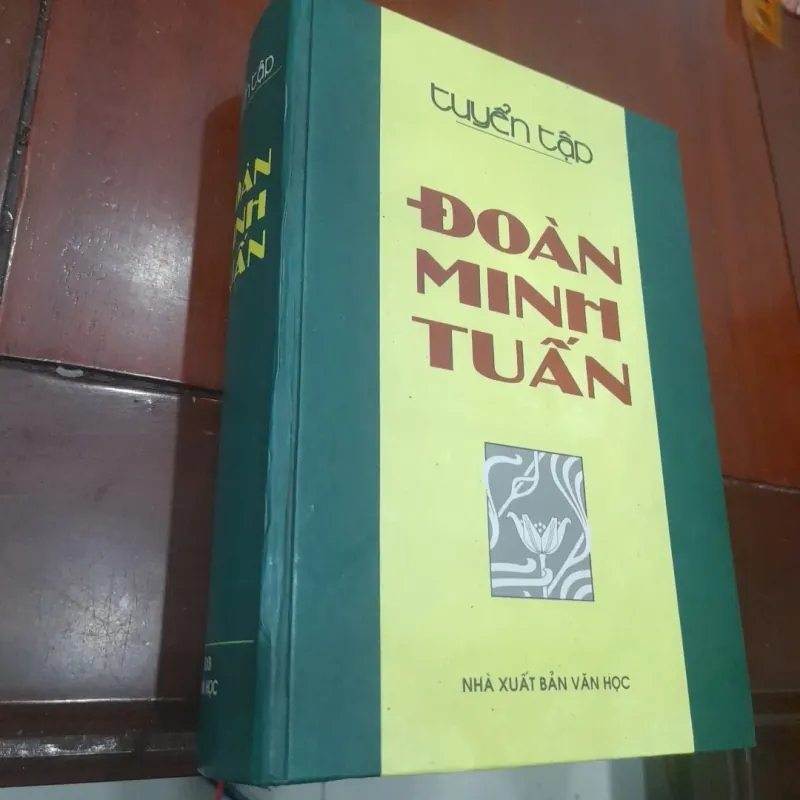 tuyển tập
ĐOÀN
MINH
TUẤN
NHÀ XUẤT BẢN VĂN HỌC